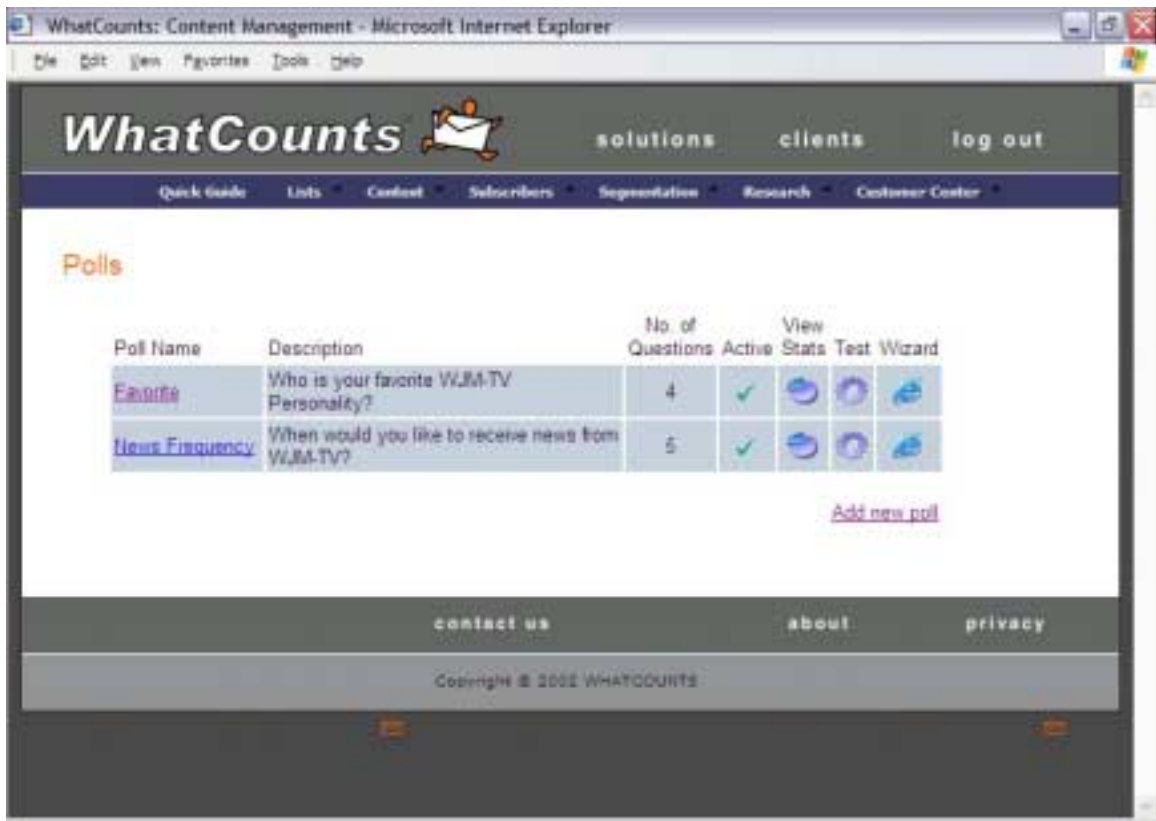 WhatCounts: Content Management - Microsoft Internet Explorer
File Edit View Favorites Tools Help
WhatCounts solutions clients log out
Quick Guide Lists Content Subscribers Segmentation Research Customer Center
Polls
No. of View
Poll Name Description Questions Active Stats Test Wizard
Favorite Who is your favorite WJM-TV 4
Personality?
News Frequency When would you like to receive news from 5
WJM-TV?
Add new poll
contact us about privacy
Copyright © 2002 WHATCOUNTS